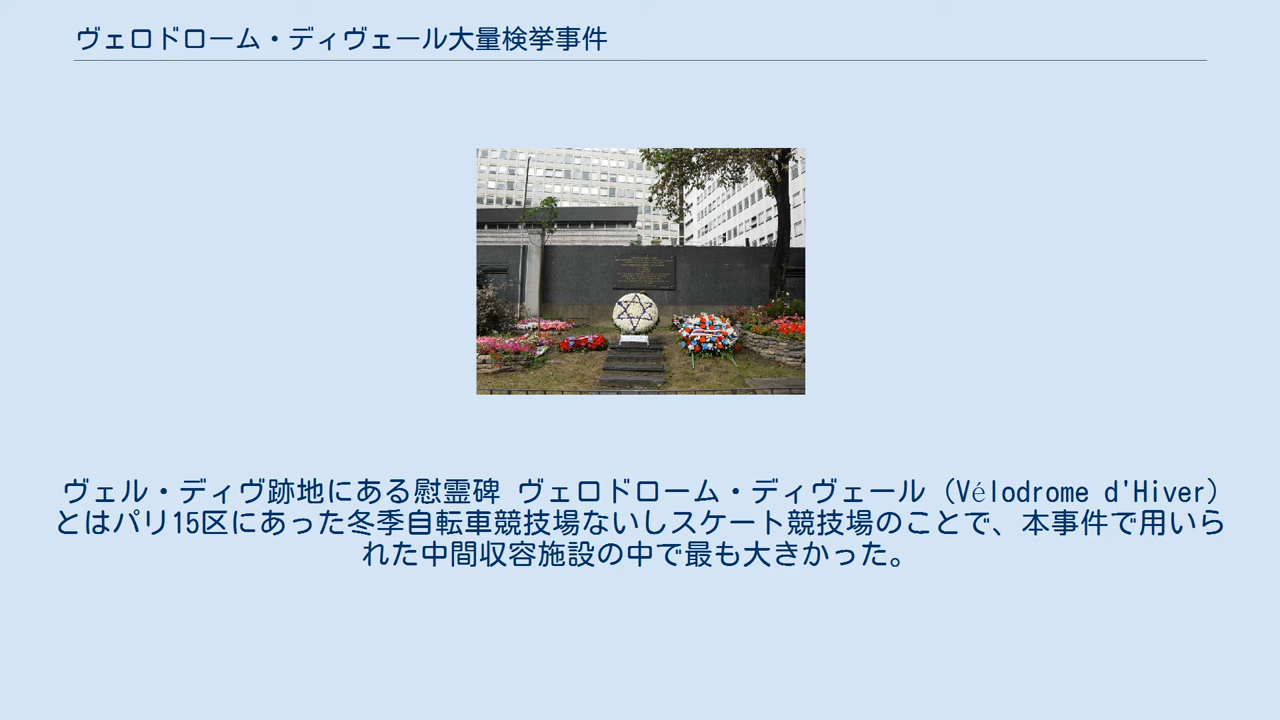 ヴェロドローム・ディヴェール大量検挙事件
ヴェル・ディヴ跡地にある慰霊碑 ヴェロドローム・ディヴェール（Vélodrome d'Hiver）
とはパリ15区にあった冬季自転車競技場ないしスケート競技場のことで、本事件で用いら
れた中間収容施設の中で最も大きかった。